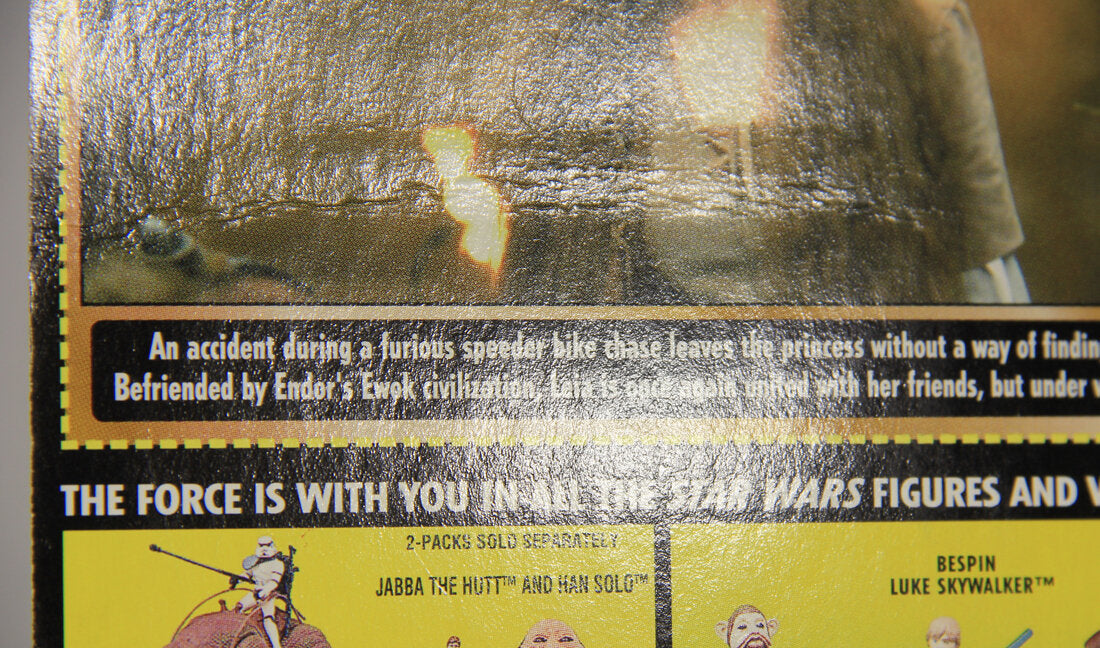 An accident during a furious speeder bike chase leaves the princess without a way of findin
Befriended by Endor's Ewok civilization, Leia is once again united with her friends, but under
THE FORCE IS WITH YOU IN ALL THE STAR WARS FIGURES AND
2-PACKS SOLD SEPARATELY
JABBA THE HUTT™ AND HAN SOLO™
BESPIN
LUKE SKYWALKER™